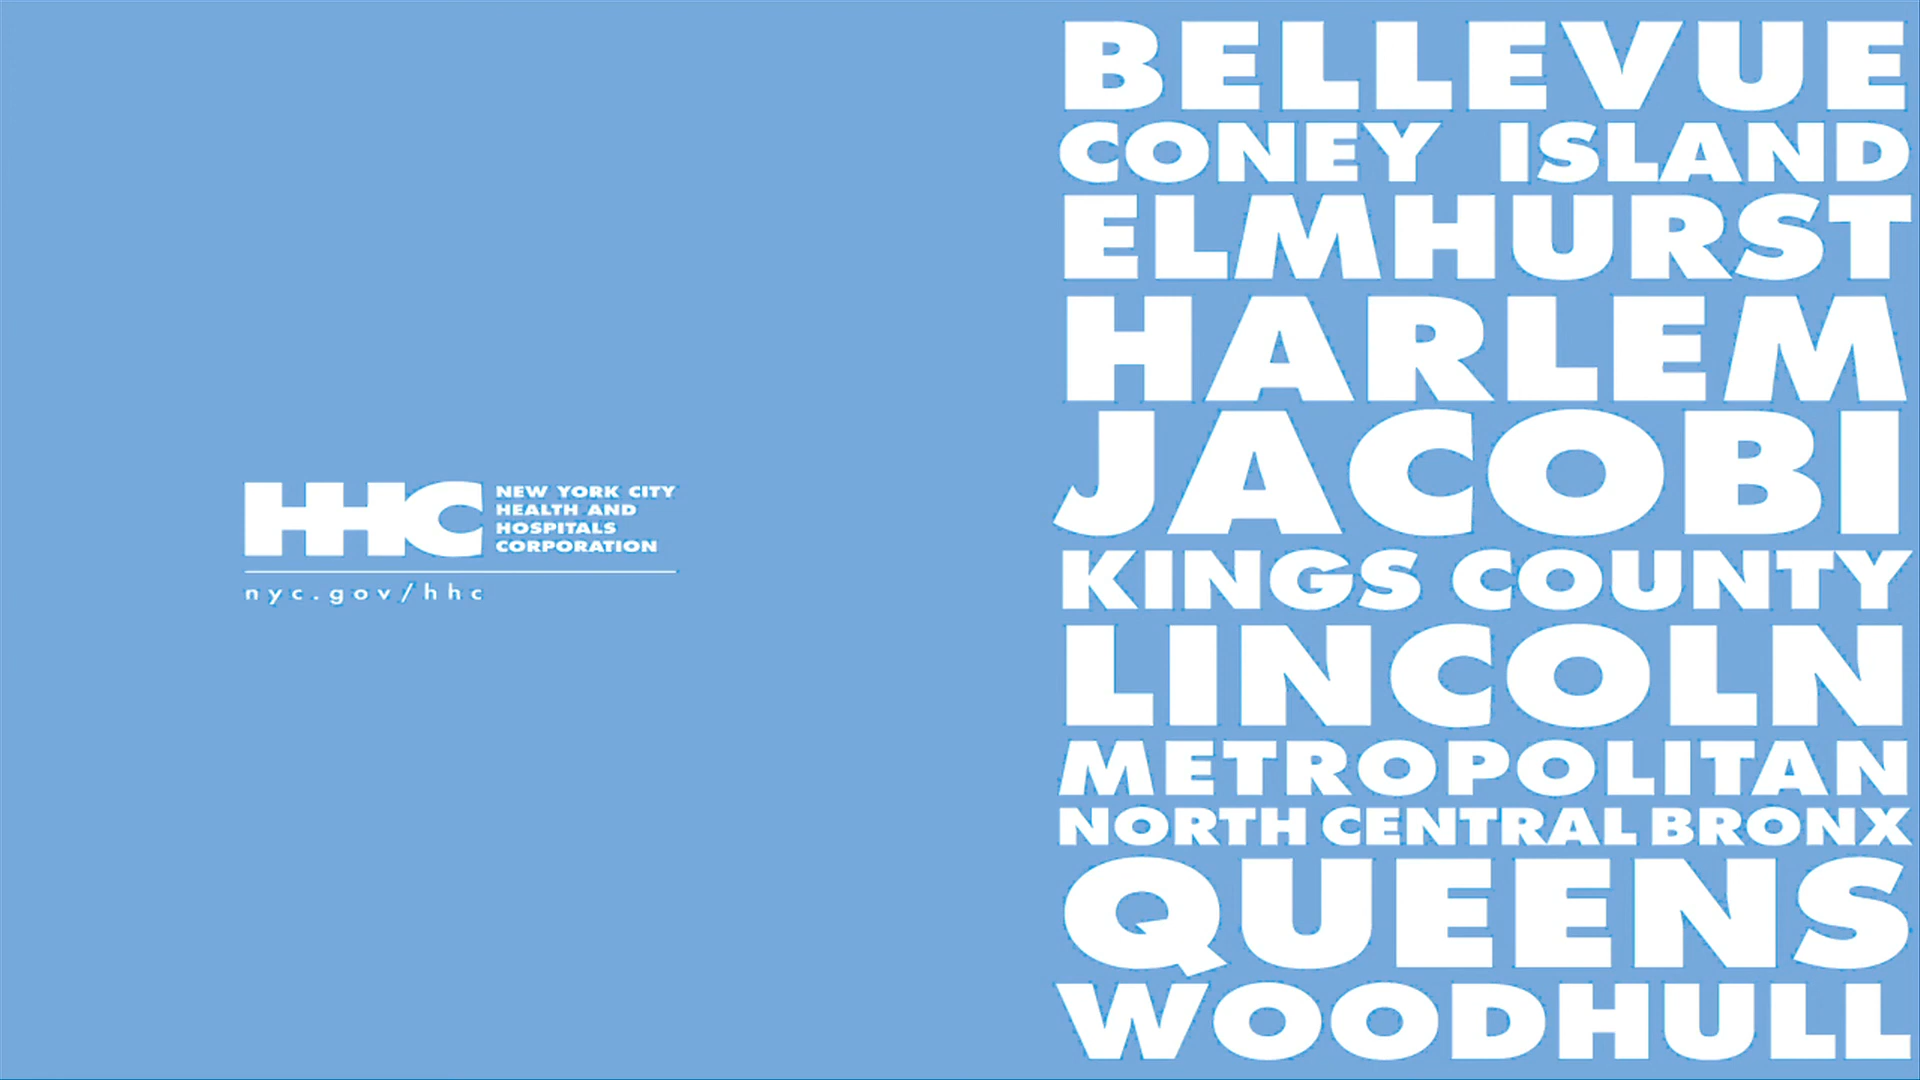 HHC
NEW YORK CITY
HEALTH AND
HOSPITALS
CORPORATION
nyc.gov/hhc
BELLEVUE
CONEY ISLAND
ELMHURST
HARLEM
JACOBI
KINGS COUNTY
LINCOLN
METROPOLITAN
NORTH CENTRAL BRONX
QUEENS
WOODHULL